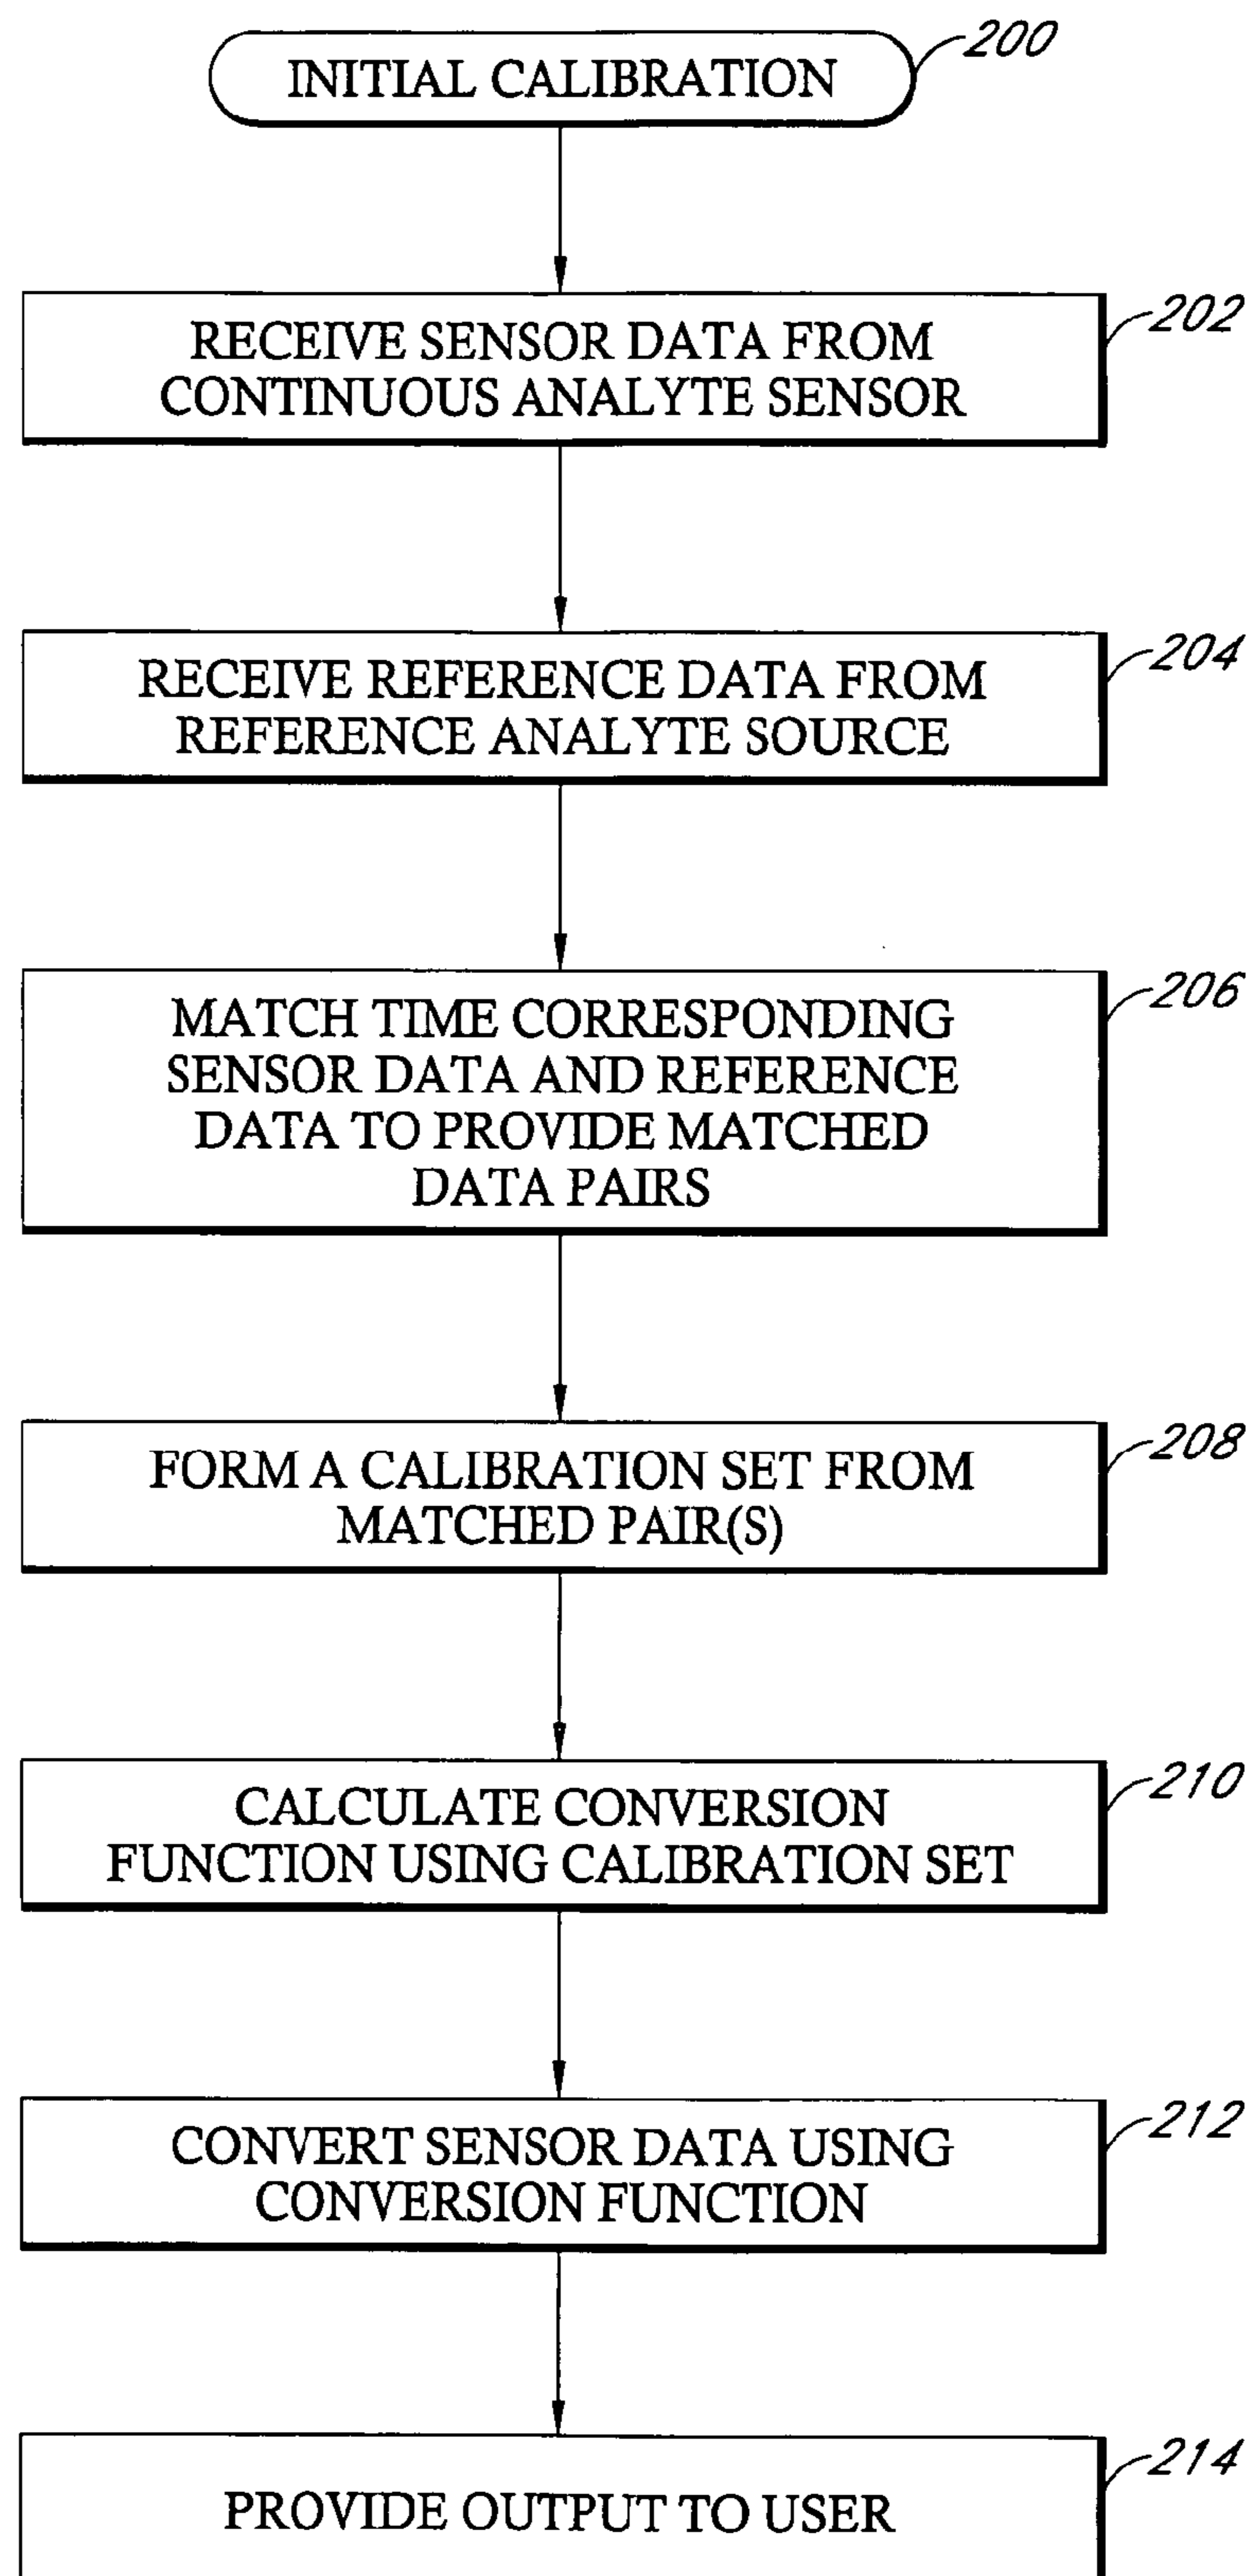 INITIAL CALIBRATION
200
RECEIVE SENSOR DATA FROM
CONTINUOUS ANALYTE SENSOR
202
RECEIVE REFERENCE DATA FROM
REFERENCE ANALYTE SOURCE
204
MATCH TIME CORRESPONDING
SENSOR DATA AND REFERENCE
DATA TO PROVIDE MATCHED
DATA PAIRS
206
FORM A CALIBRATION SET FROM
MATCHED PAIR(S)
208
CALCULATE CONVERSION
FUNCTION USING CALIBRATION SET
210
CONVERT SENSOR DATA USING
CONVERSION FUNCTION
212
PROVIDE OUTPUT TO USER
214